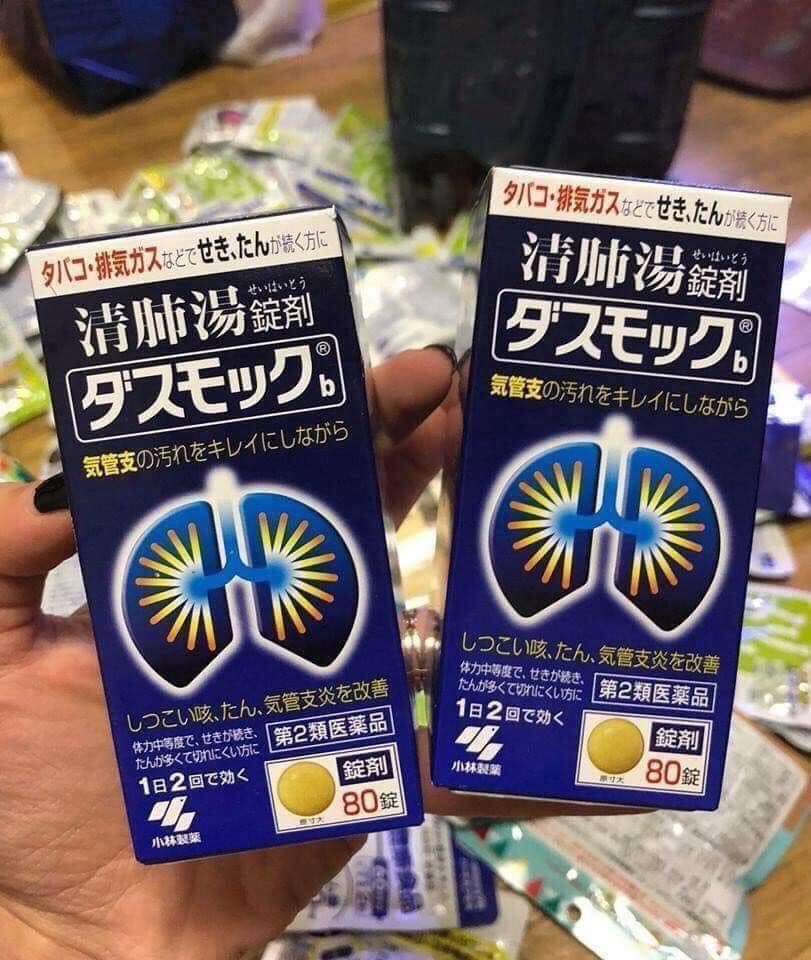 タバコ・排気ガスなどでせき、たんが続く方に
せいはいとう
清肺湯錠剤
ダスモック®b
気管支の汚れをキレイにしながら
しつこい咳、たん、気管支炎を改善
体力中等度で、せきが続き、
たんが多くて切れにくい方に
第2類医薬品
1日2回で効く
小林製薬
原寸大
錠剤
80錠
タバコ・排気ガスなどでせき、たんが続く方に
せいはいとう
清肺湯錠剤
ダスモック®b
気管支の汚れをキレイにしながら
しつこい咳、たん、気管支炎を改善
体力中等度で、せきが続き、
たんが多くて切れにくい方に
第2類医薬品
1日2回で効く
小林製薬
原寸大
錠剤
80錠